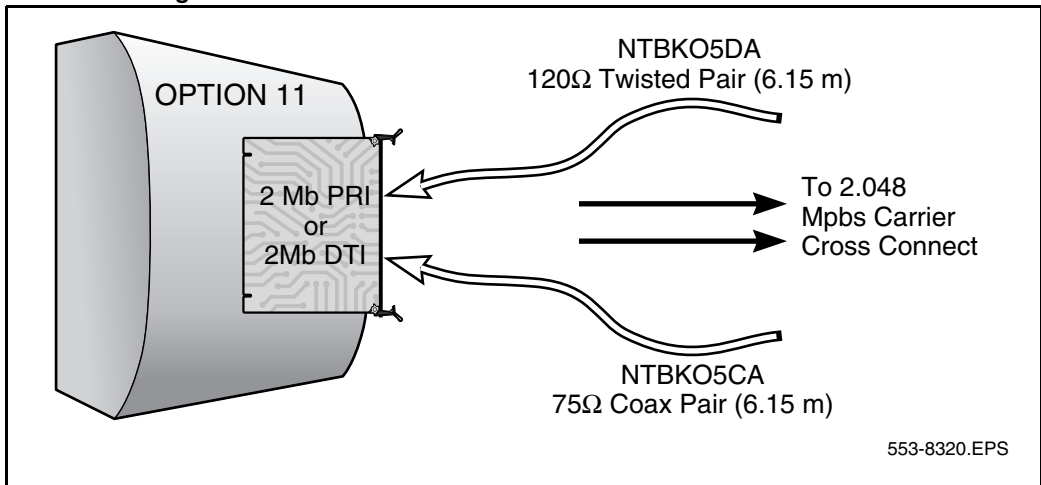 OPTION 11
2 Mb PRI
or
2Mb DTI
NTBKO5DA
120Ω Twisted Pair (6.15 m)
To 2.048
Mpbs Carrier
Cross Connect
NTBKO5CA
75Ω Coax Pair (6.15 m)
553-8320.EPS